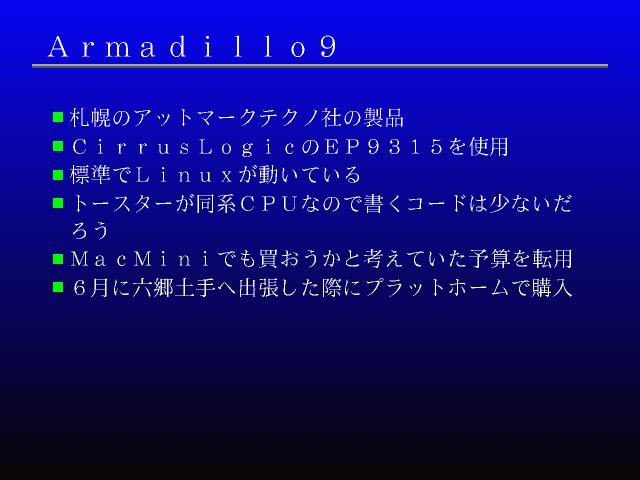 Ａｒｍａｄｉｌｌｏ９
札幌のアットマークテクノ社の製品
ＣｉｒｒｕｓＬｏｇｉｃのＥＰ９３１５を使用
標準でＬｉｎｕｘが動いている
トースターが同系ＣＰＵなので書くコードは少ないだ
ろう
ＭａｃＭｉｎｉでも買おうかと考えていた予算を転用
６月に六郷土手へ出張した際にプラットホームで購入